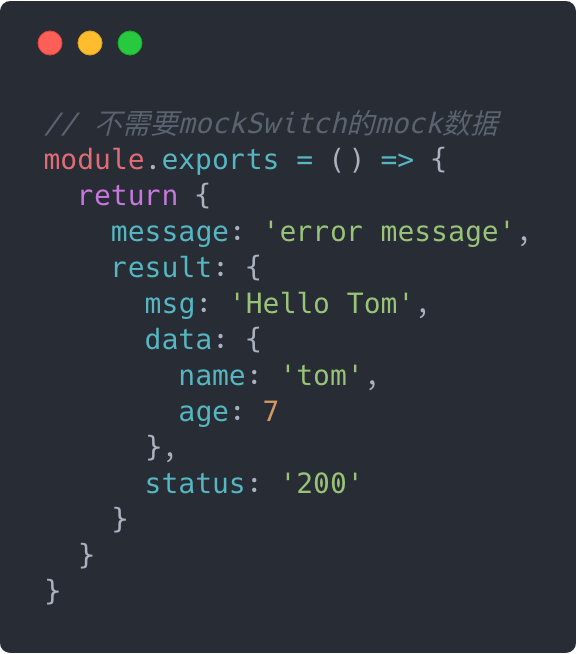 // 不需要mockSwitch的mock数据
module.exports = () => {
  return {
    message: 'error message',
    result: {
      msg: 'Hello Tom',
      data: {
        name: 'tom',
        age: 7
      },
      status: '200'
    }
  }
}